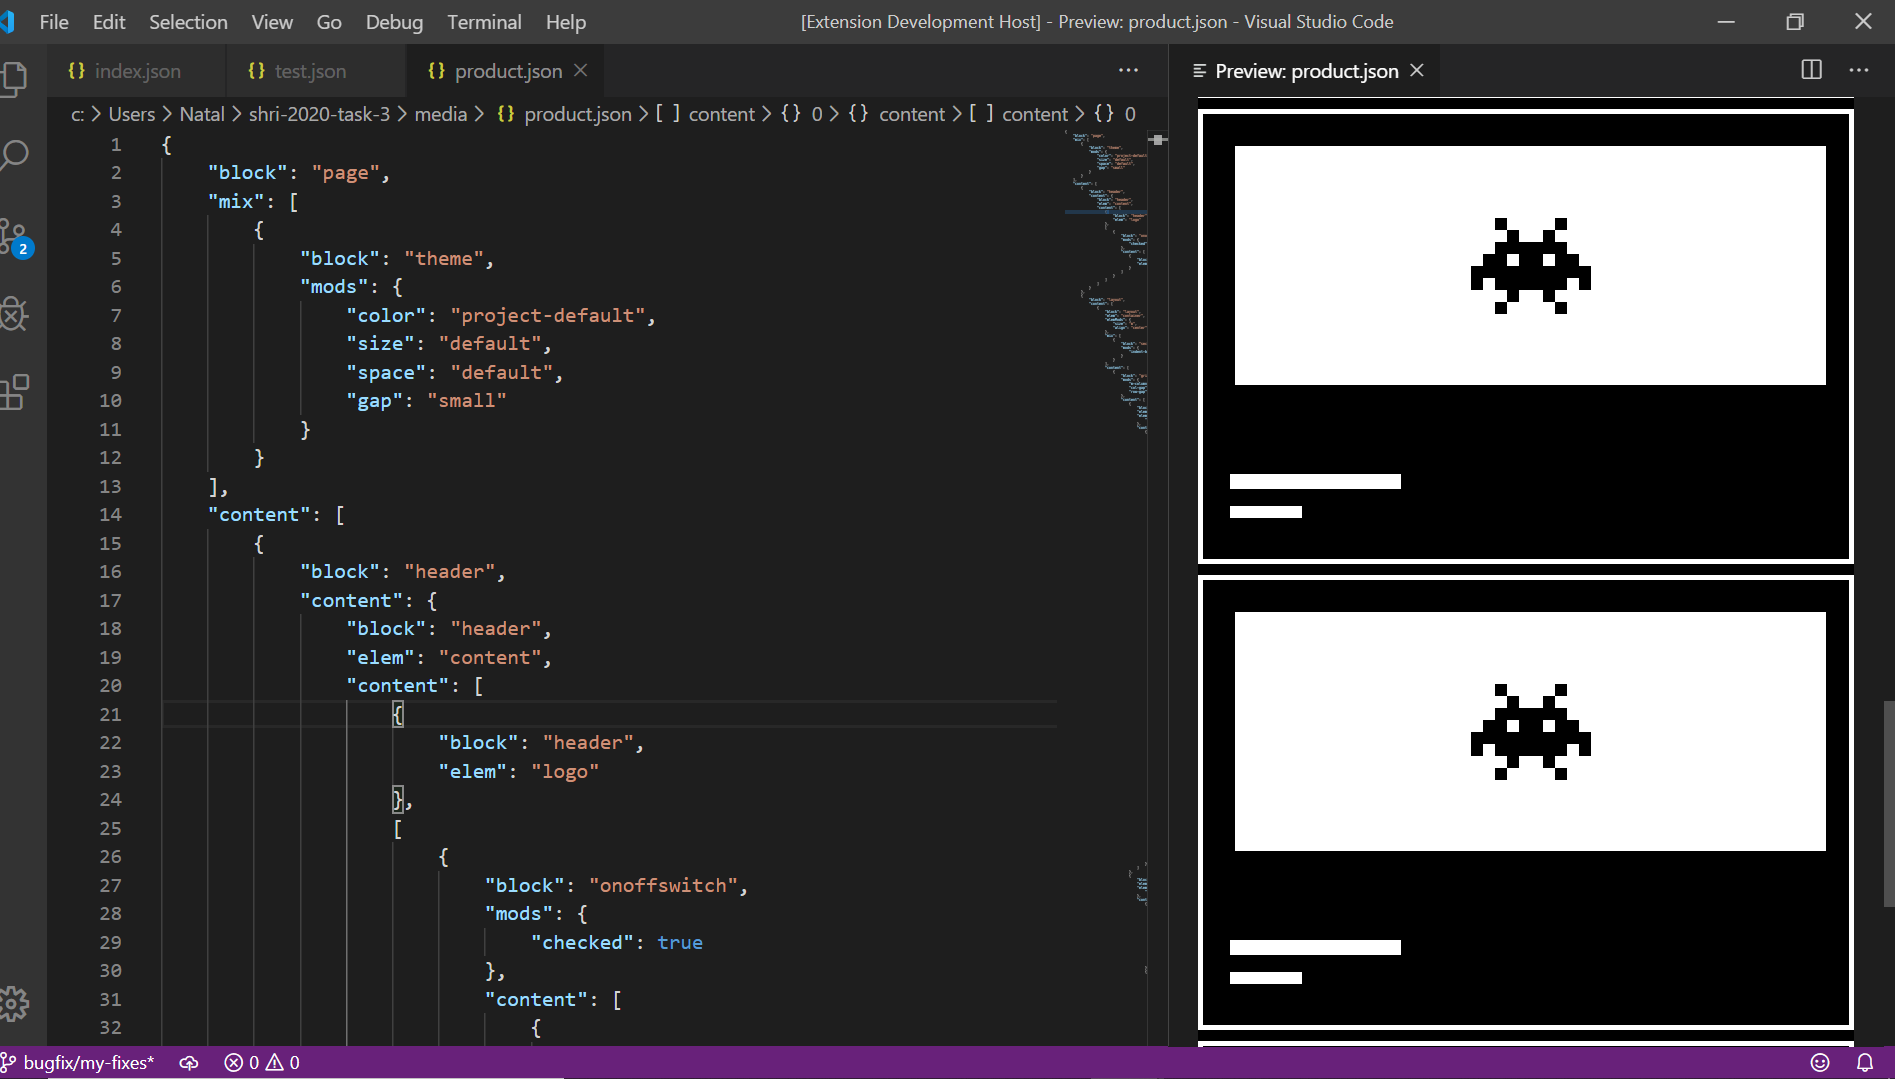 File Edit Selection View Go Debug Terminal Help
[Extension Development Host] - Preview: product.json - Visual Studio Code
{} index.json {} test.json {} product.json
Preview: product.json
c: > Users > Natal > shri-2020-task-3 > media > {} product.json > [ ] content > {} 0 > {} content > [ ] content > {} 0
1 {
2 "block": "page",
3 "mix": [
4 {
5 "block": "theme",
6 "mods": {
7 "color": "project-default",
8 "size": "default",
9 "space": "default",
10 "gap": "small"
11 }
12 }
13 ],
14 "content": [
15 {
16 "block": "header",
17 "content": {
18 "block": "header",
19 "elem": "content",
20 "content": [
21 {
22 "block": "header",
23 "elem": "logo"
24 },
25 [
26 {
27 "block": "onoffswitch",
28 "mods": {
29 "checked": true
30 },
31 "content": [
32 {
2
bugfix/my-fixes* 0 0